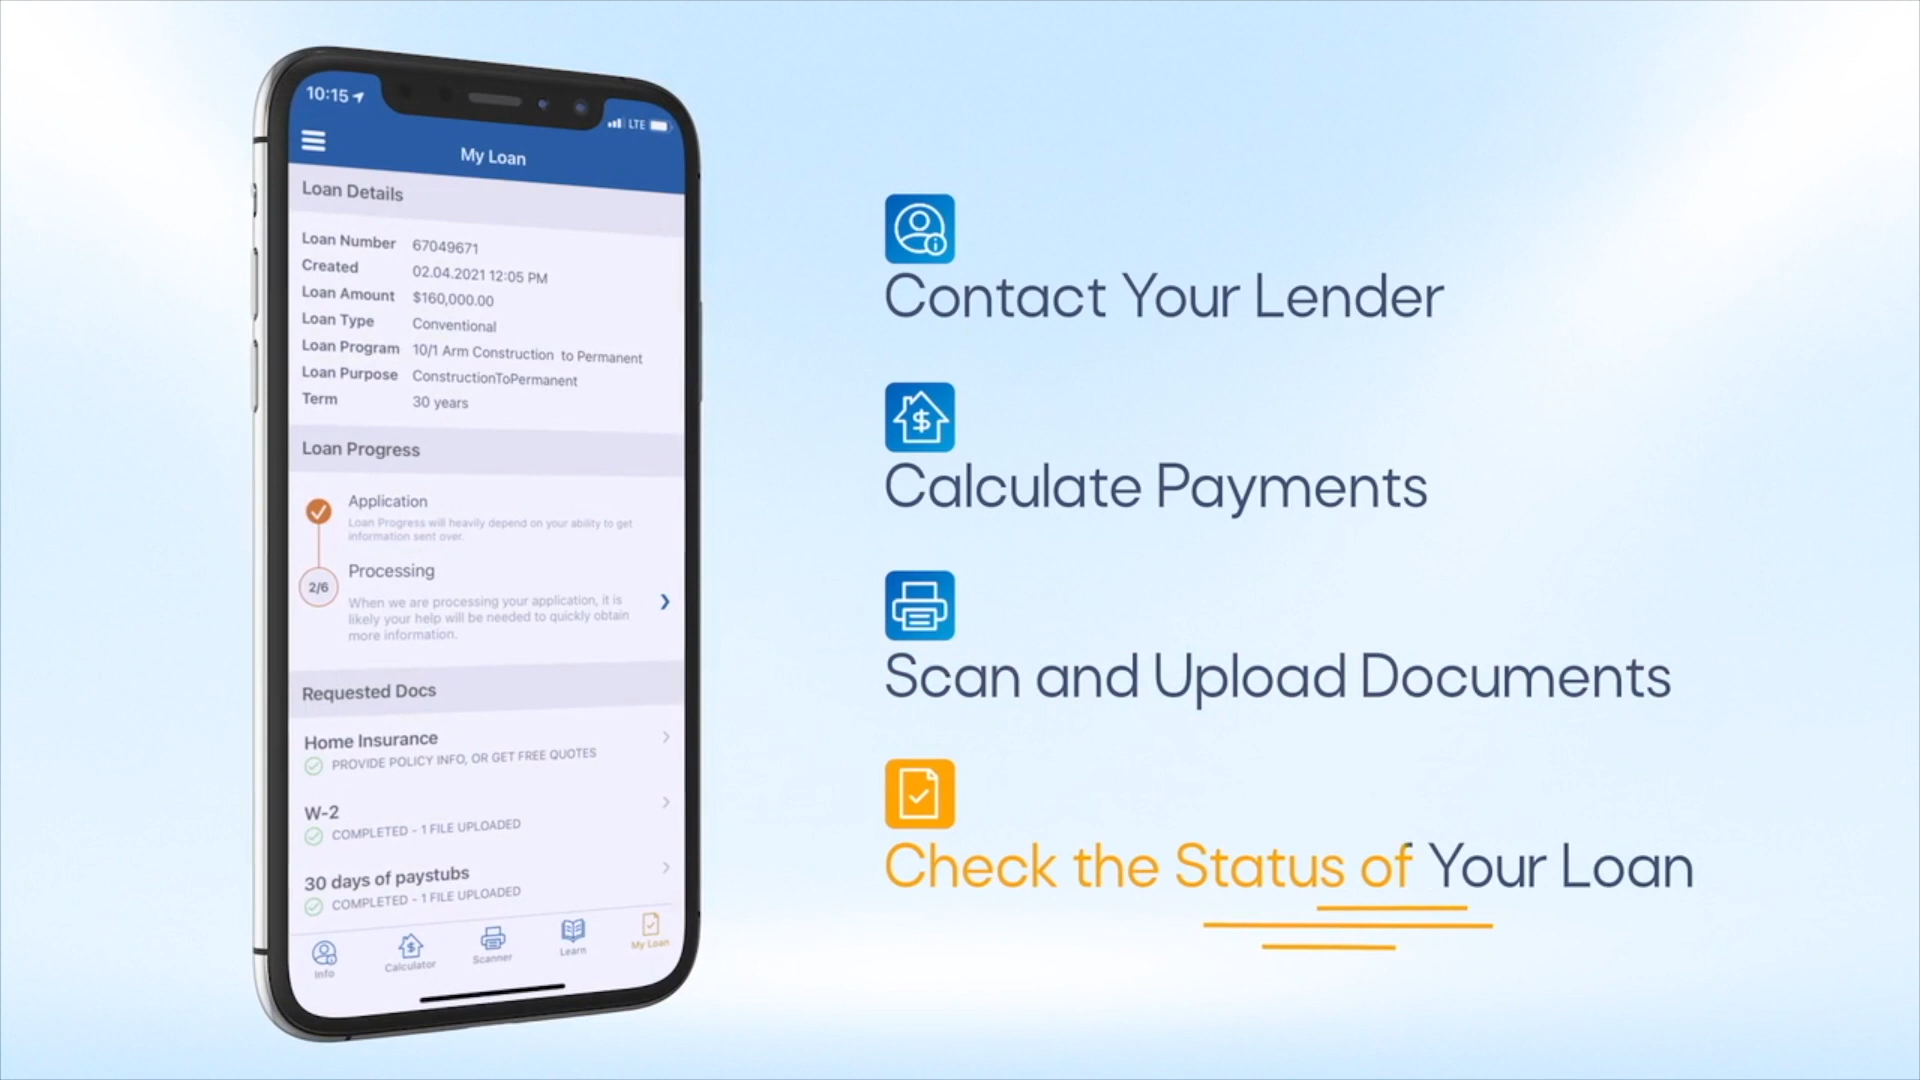 10:15
LTE
My Loan
Loan Details
Loan Number 67049671
Created 02.04.2021 12:05 PM
Loan Amount $160,000.00
Loan Type Conventional
Loan Program 10/1 Arm Construction to Permanent
Loan Purpose ConstructionToPermanent
Term 30 years
Loan Progress
Application
Loan Progress will heavily depend on your ability to get
information sent over.
2/6
Processing
When we are processing your application, it is
likely your help will be needed to quickly obtain
more information.
Requested Docs
Home Insurance
PROVIDE POLICY INFO, OR GET FREE QUOTES
W-2
COMPLETED - 1 FILE UPLOADED
30 days of paystubs
COMPLETED - 1 FILE UPLOADED
Info Calculator Scanner Learn My Loan
Contact Your Lender
Calculate Payments
Scan and Upload Documents
Check the Status of Your Loan